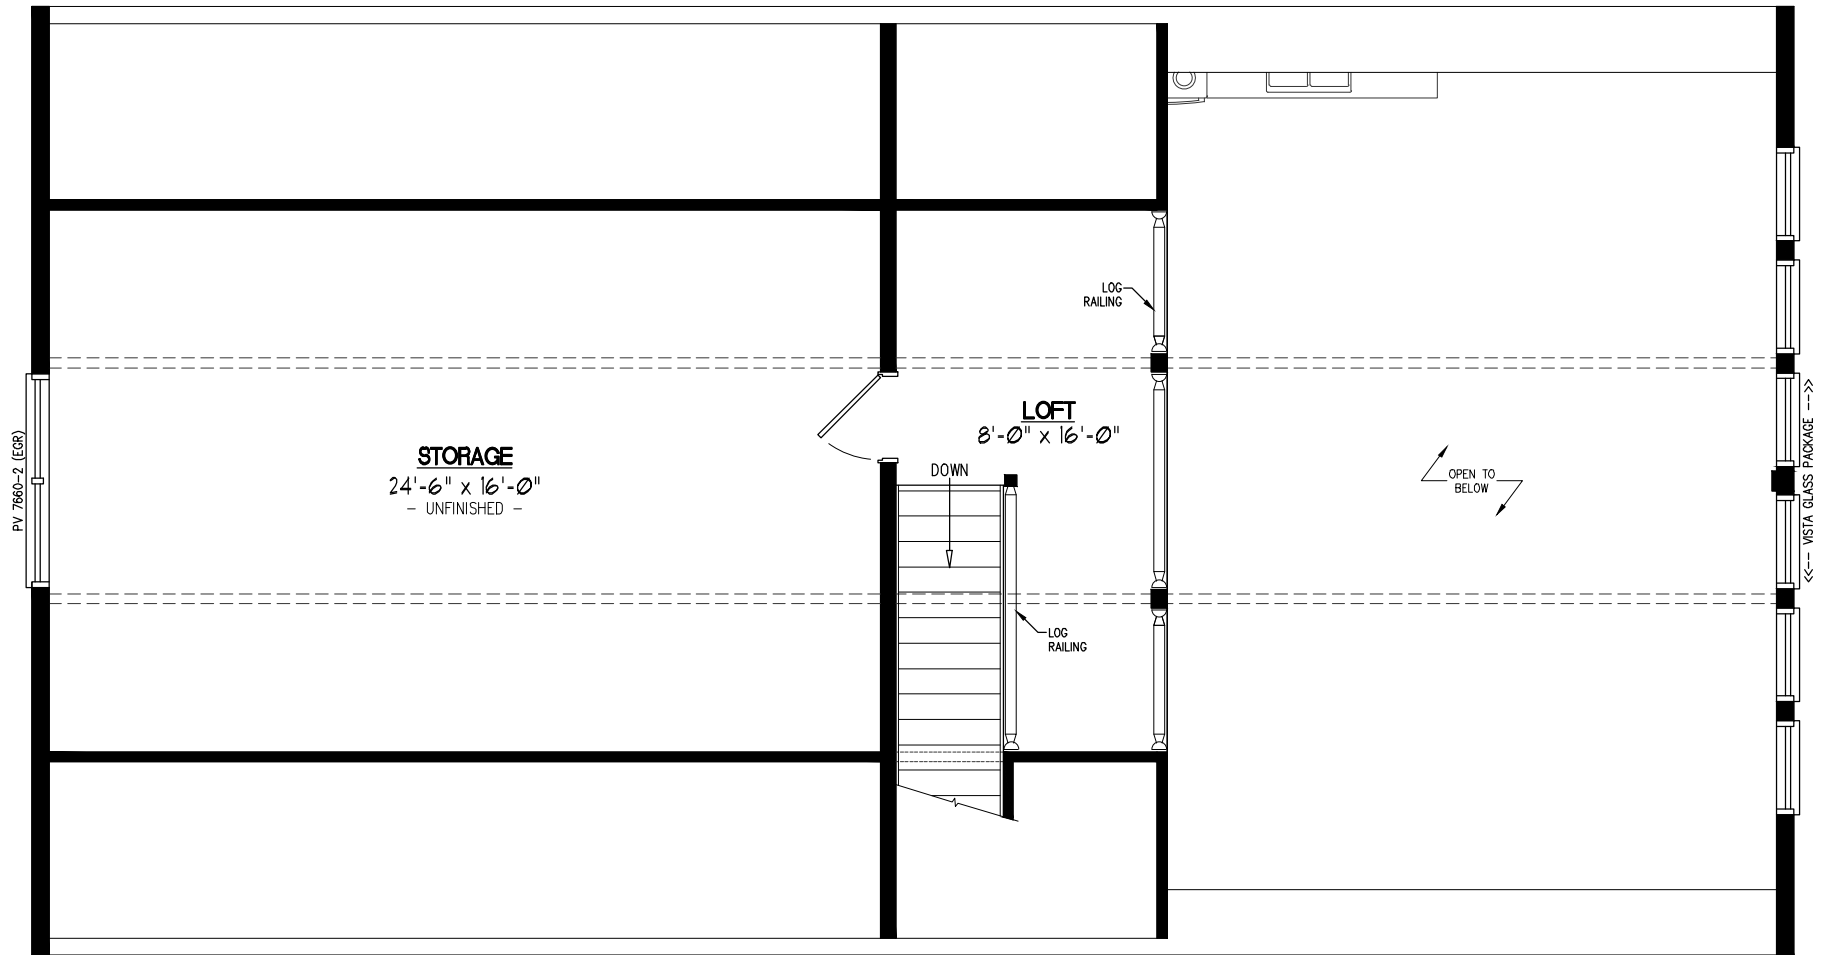 LOG
RAILING
LOFT
8'-0" x 16'-0"
STORAGE
24'-6" x 16'-0"
- UNFINISHED -
DOWN
OPEN TO
BELOW
LOG
RAILING
PV 7660-2 (EGR)
<<-- VISTA GLASS PACKAGE -->>